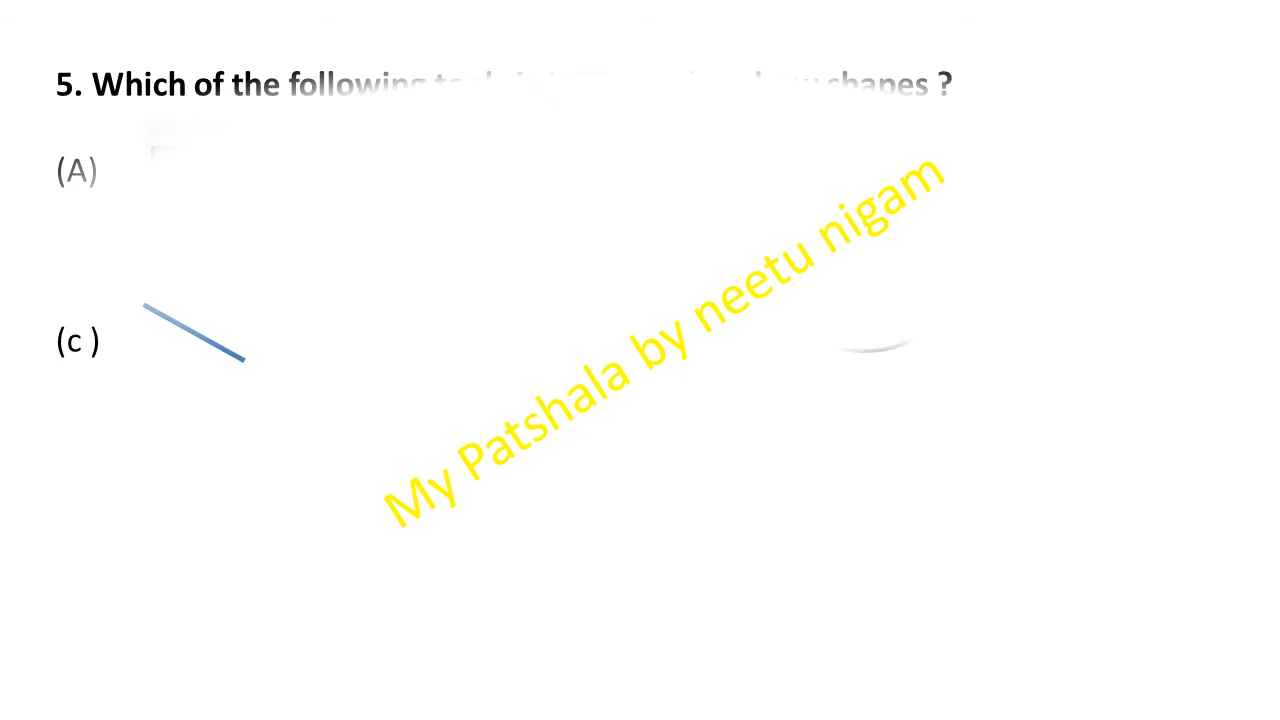 5. Which of the following shapes ?
(A)
(c )
My Patshala by neetu nigam